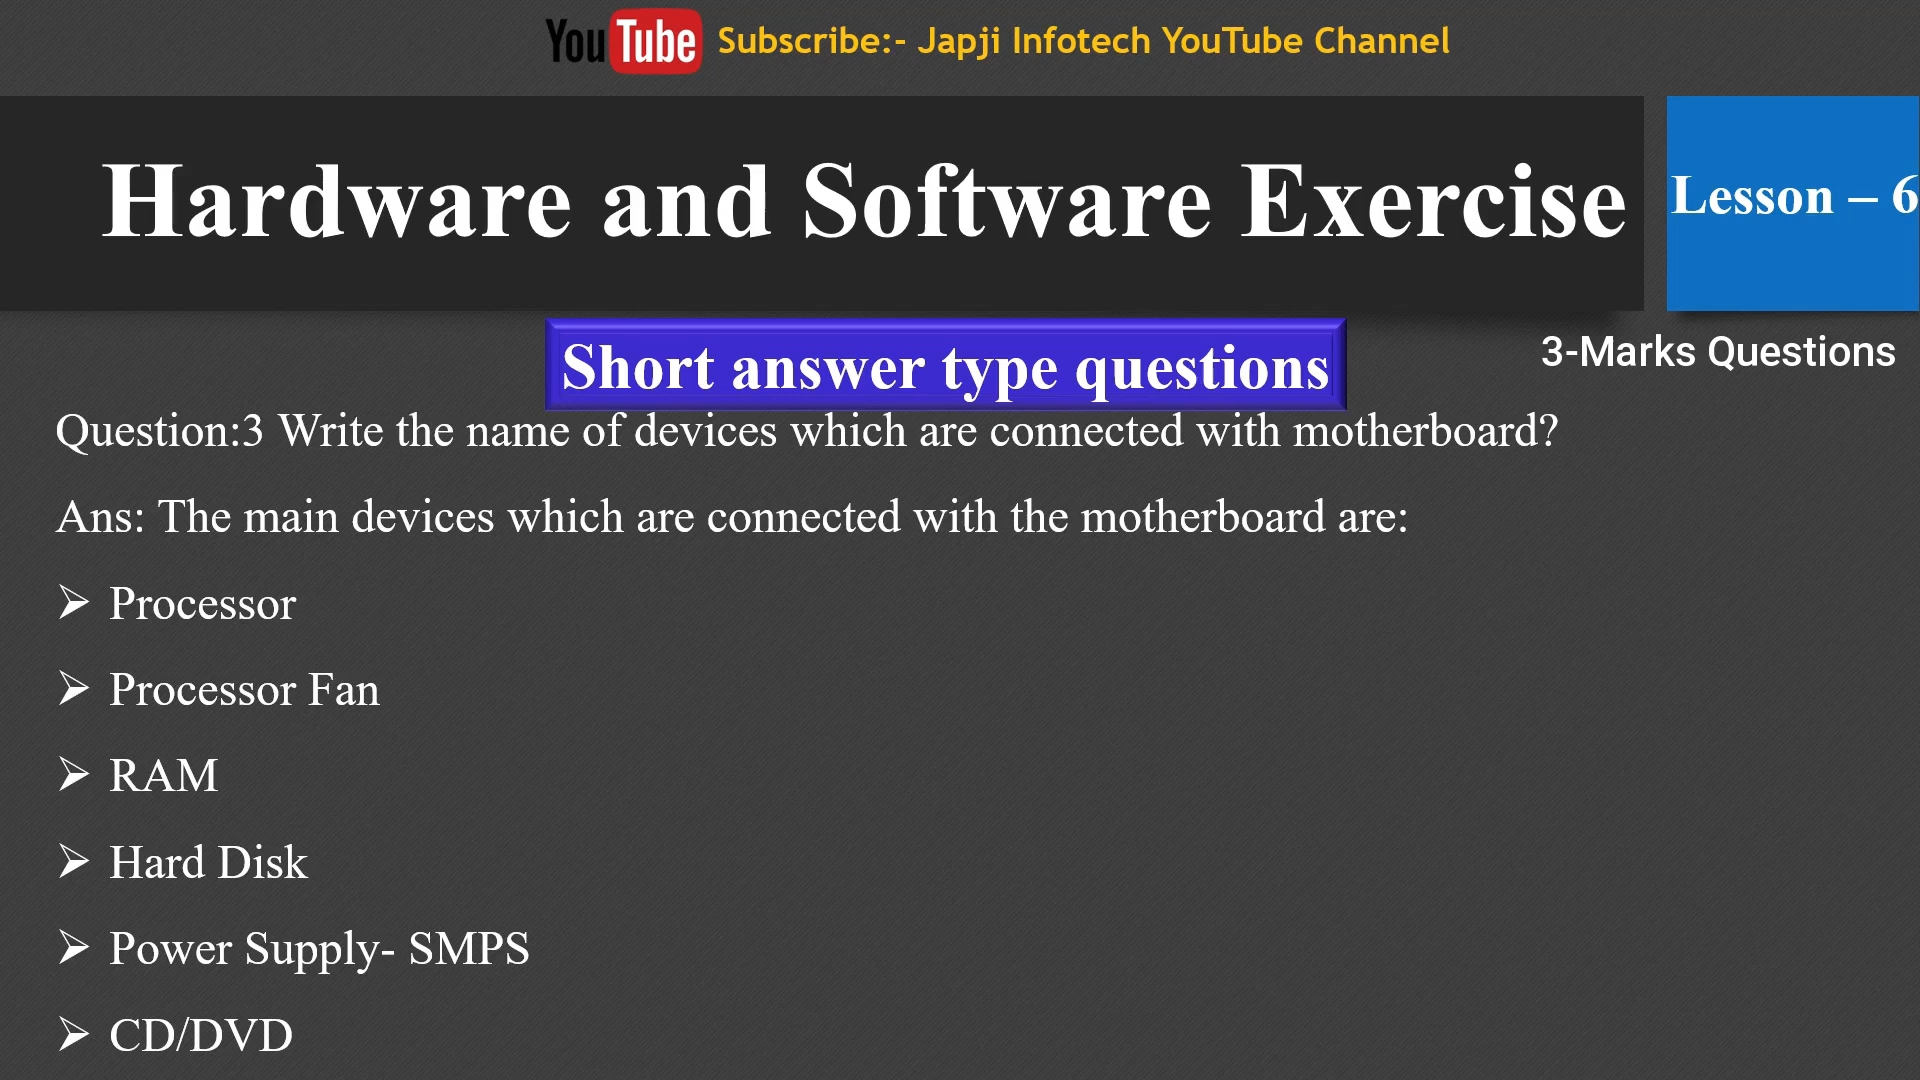 YouTube Subscribe:- Japji Infotech YouTube Channel
Hardware and Software Exercise
Lesson – 6
Short answer type questions
3-Marks Questions
Question:3 Write the name of devices which are connected with motherboard?
Ans: The main devices which are connected with the motherboard are:
➢ Processor
➢ Processor Fan
➢ RAM
➢ Hard Disk
➢ Power Supply- SMPS
➢ CD/DVD